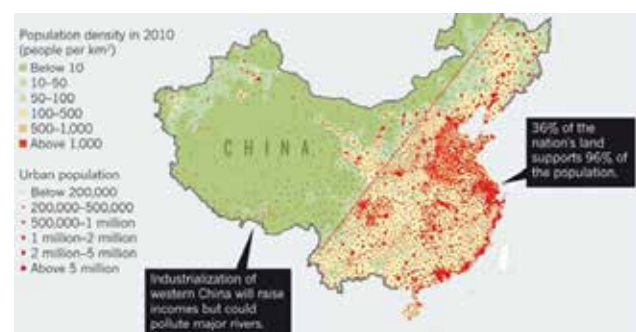 Population density in 2010
(people per km²)
Below 10
10–50
50–100
100–500
500–1,000
Above 1,000
Urban population
Below 200,000
200,000–500,000
500,000–1 million
1 million–2 million
2 million–5 million
Above 5 million
CHINA
36% of the
nation's land
supports 96% of
the population.
Industrialization of
western China will raise
incomes but could
pollute major rivers.